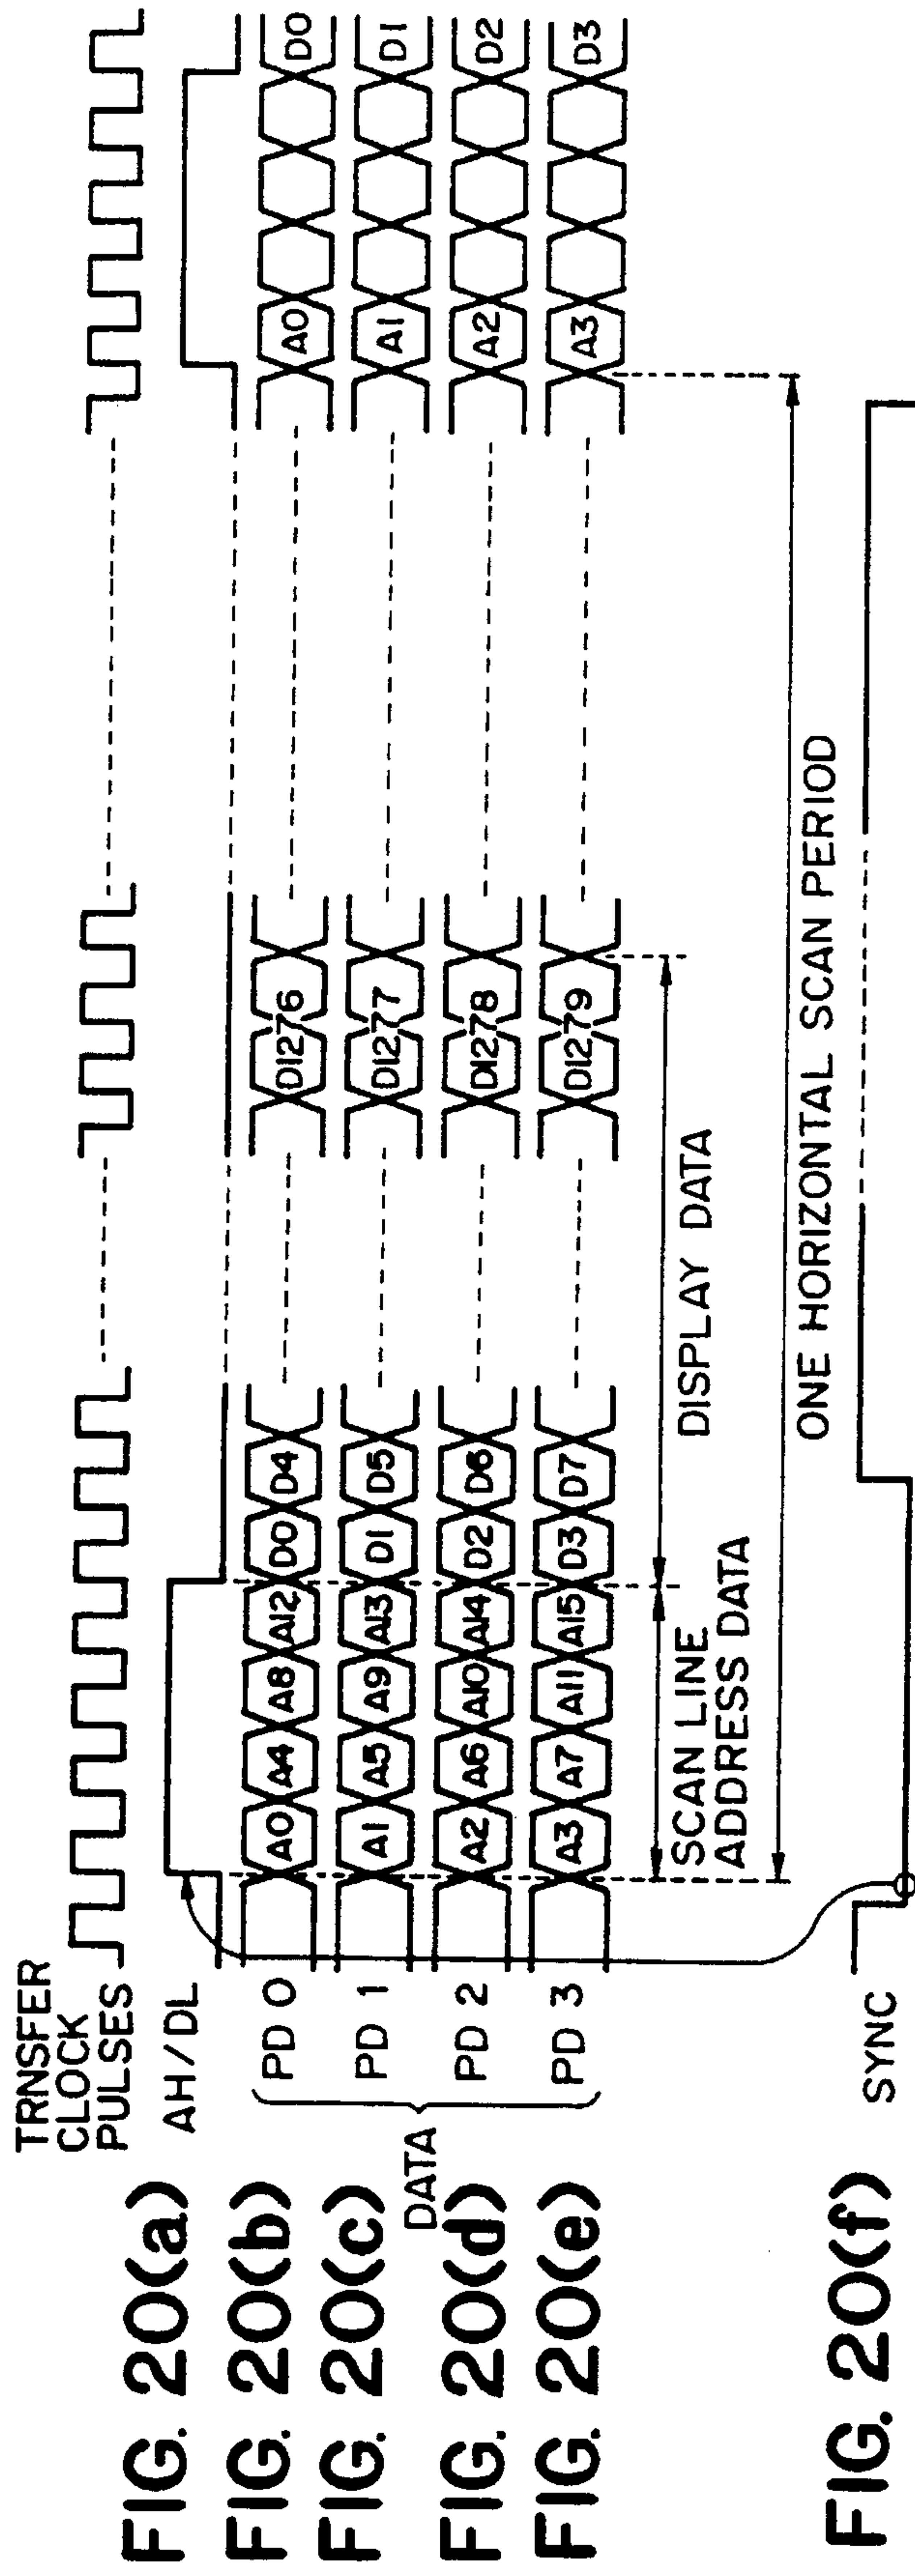 TRNSFER
CLOCK
PULSES
FIG. 20(a)
AH/DL
FIG. 20(b)
PD 0
A0 A4 A8 A12 D0 D4 D1276 A0 D0
FIG. 20(c)
PD 1
A1 A5 A9 A13 D1 D5 D1277 A1 D1
DATA
FIG. 20(d)
PD 2
A2 A6 A10 A14 D2 D6 D1278 A2 D2
FIG. 20(e)
PD 3
A3 A7 A11 A15 D3 D7 D1279 A3 D3
SCAN LINE
ADDRESS DATA
DISPLAY DATA
ONE HORIZONTAL SCAN PERIOD
FIG. 20(f)
SYNC